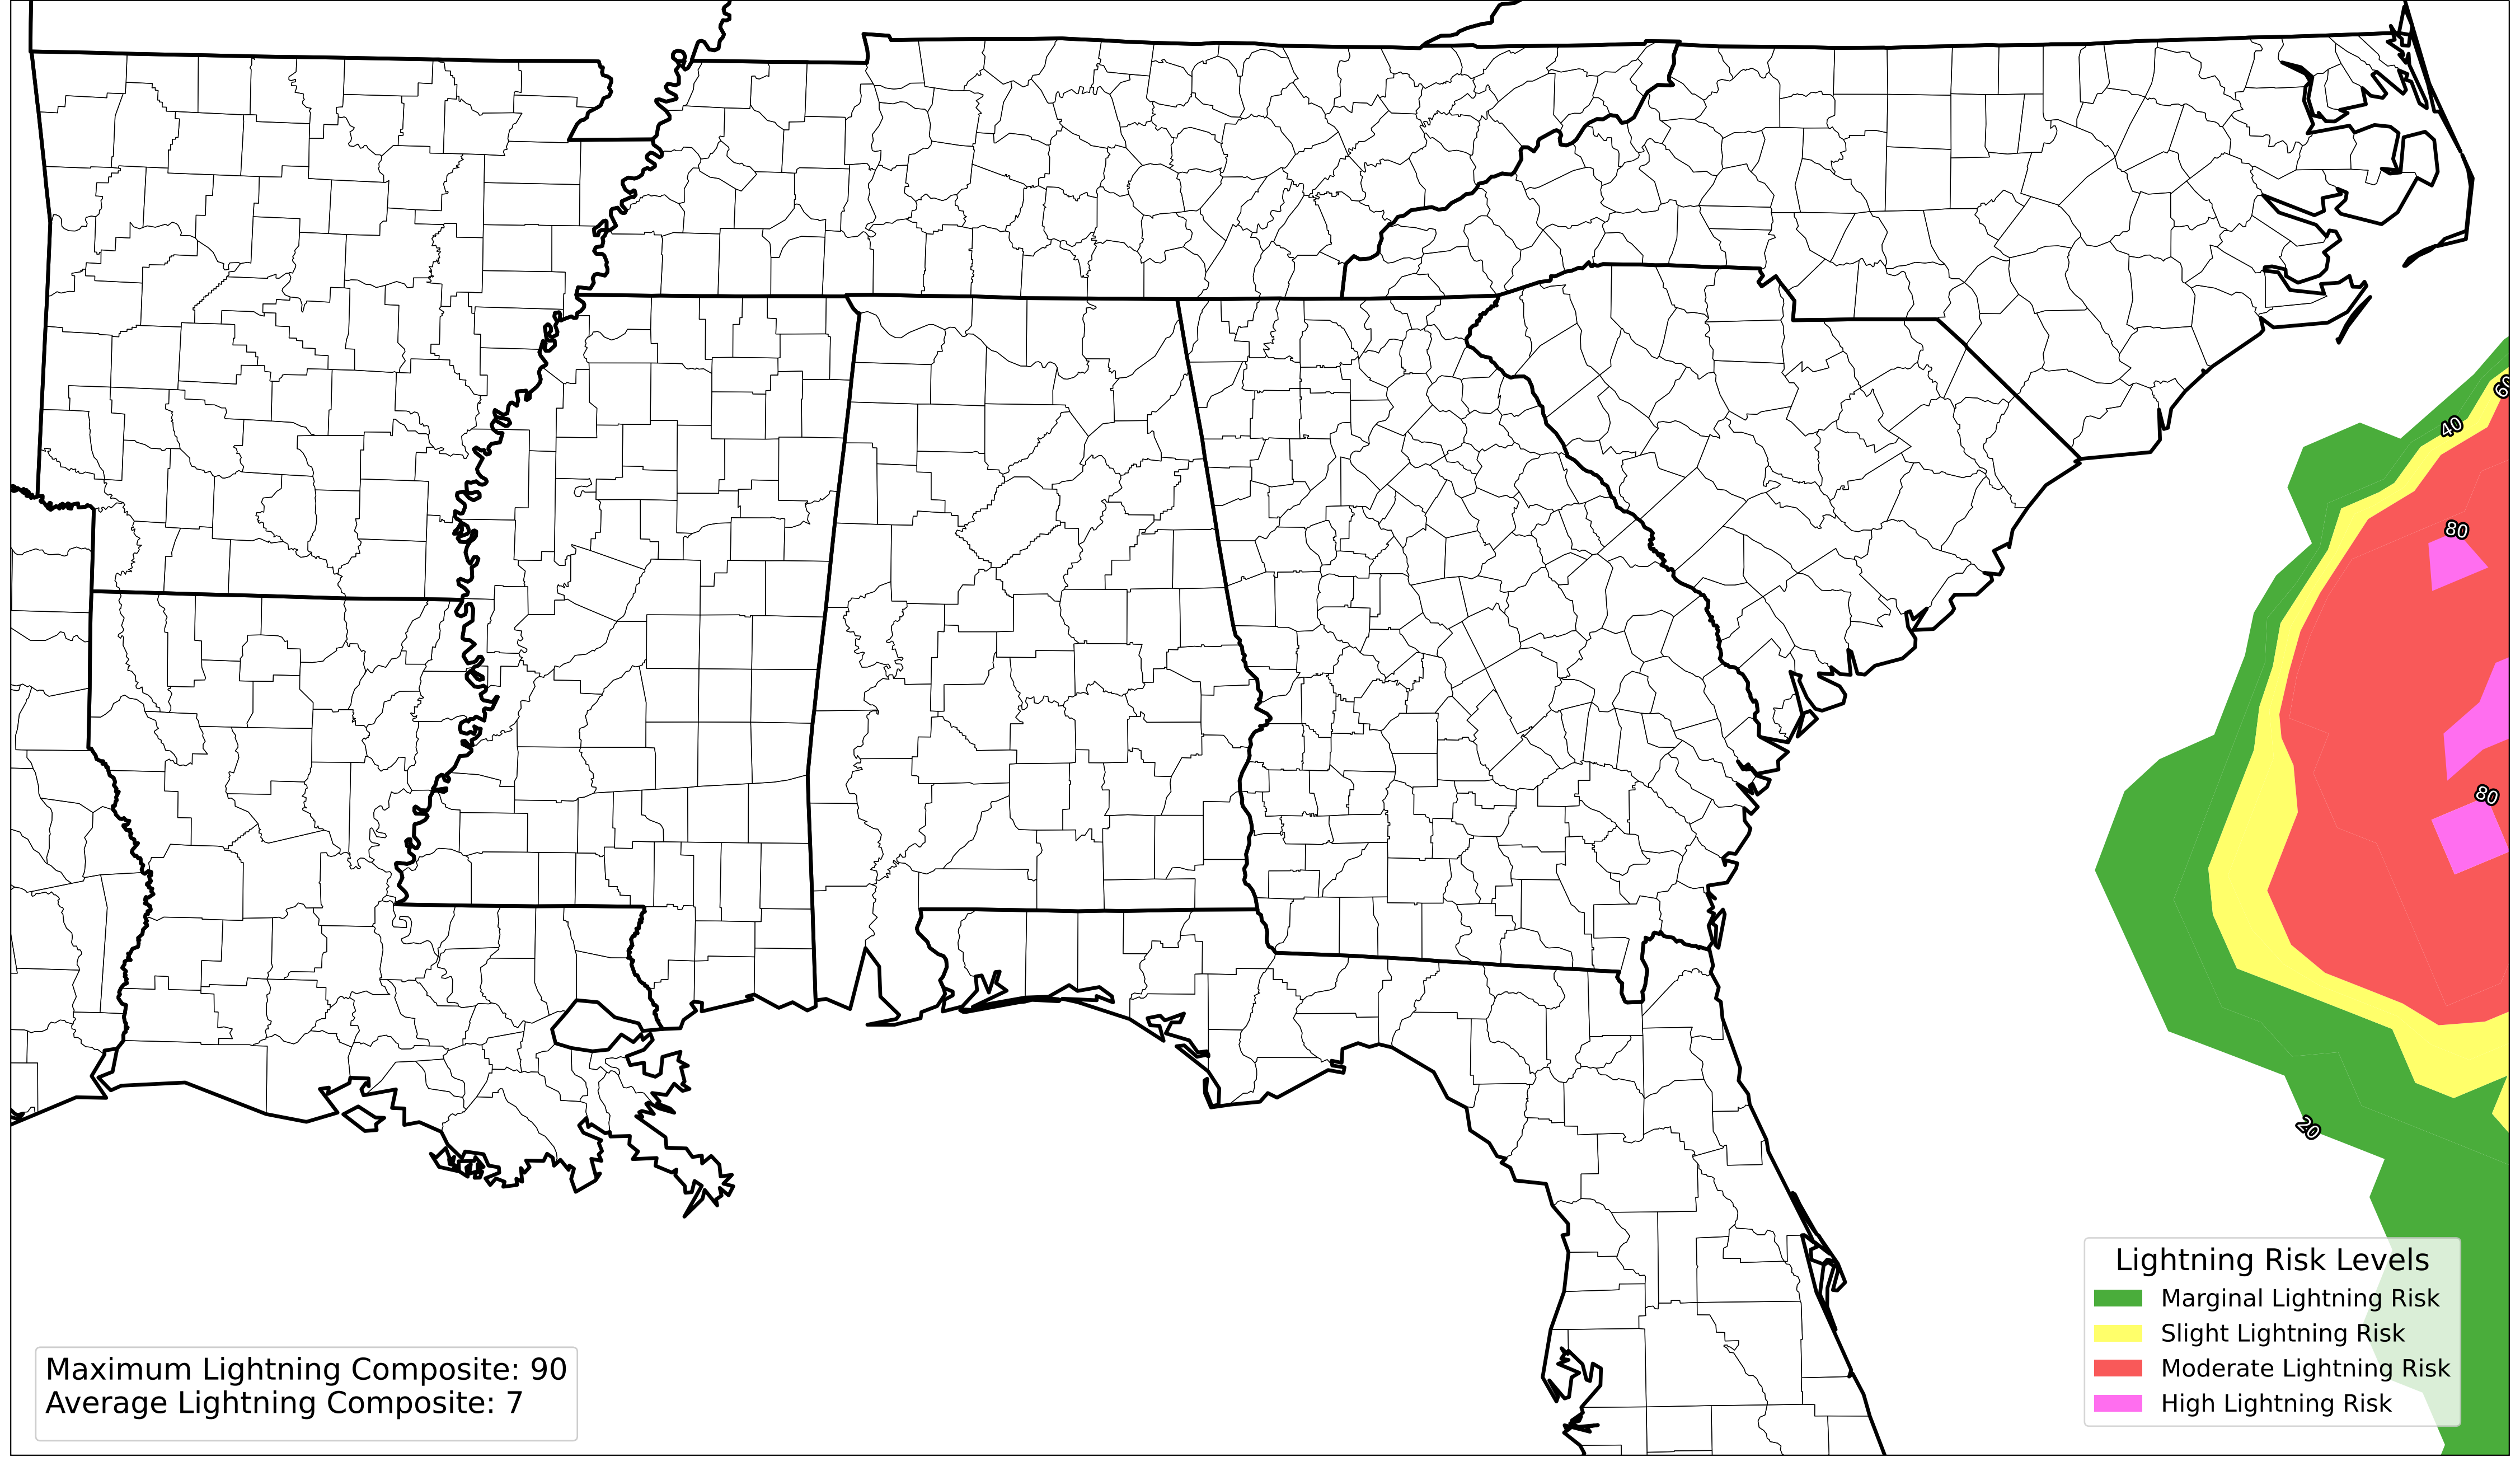 60
40
80
80
20
Lightning Risk Levels
Marginal Lightning Risk
Slight Lightning Risk
Moderate Lightning Risk
High Lightning Risk
Maximum Lightning Composite: 90
Average Lightning Composite: 7